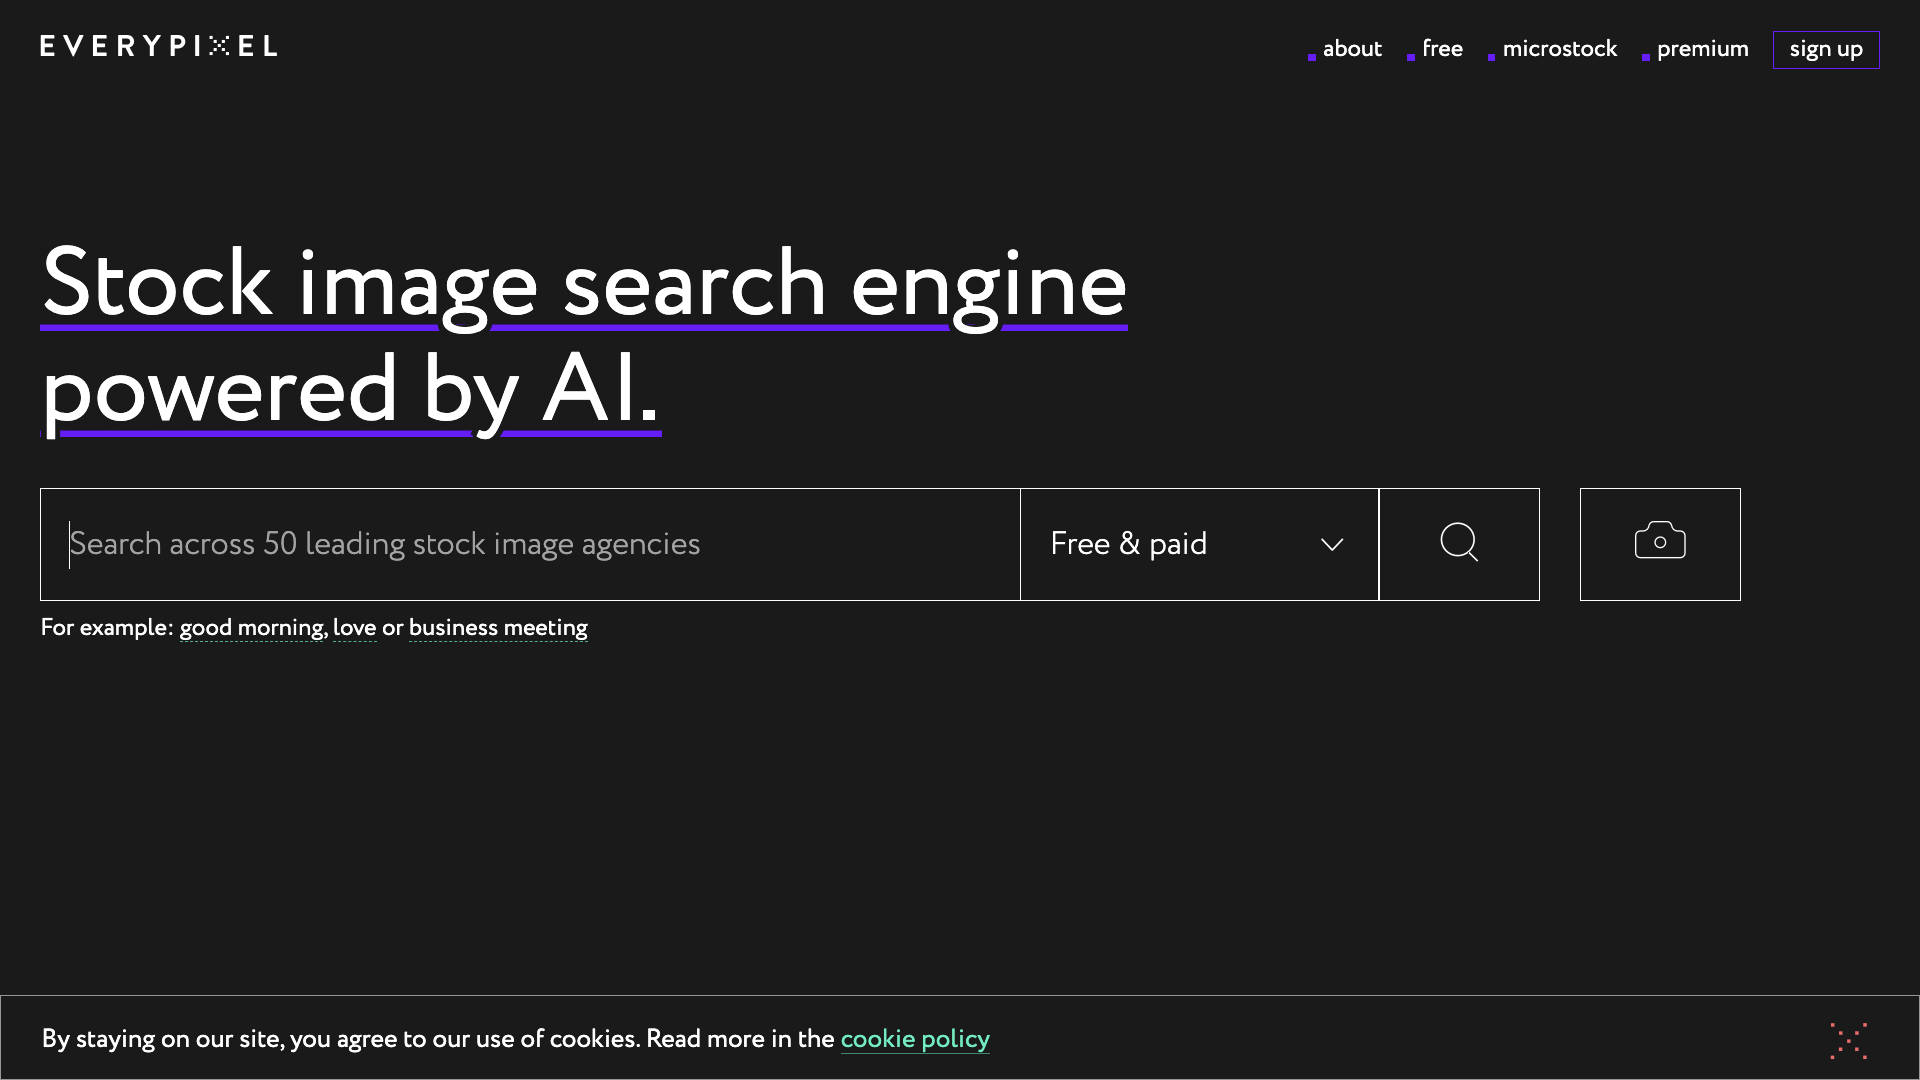 EVERYPIXEL
about free microstock premium sign up
Stock image search engine
powered by AI.
Search across 50 leading stock image agencies
Free & paid
For example: good morning, love or business meeting
By staying on our site, you agree to our use of cookies. Read more in the cookie policy